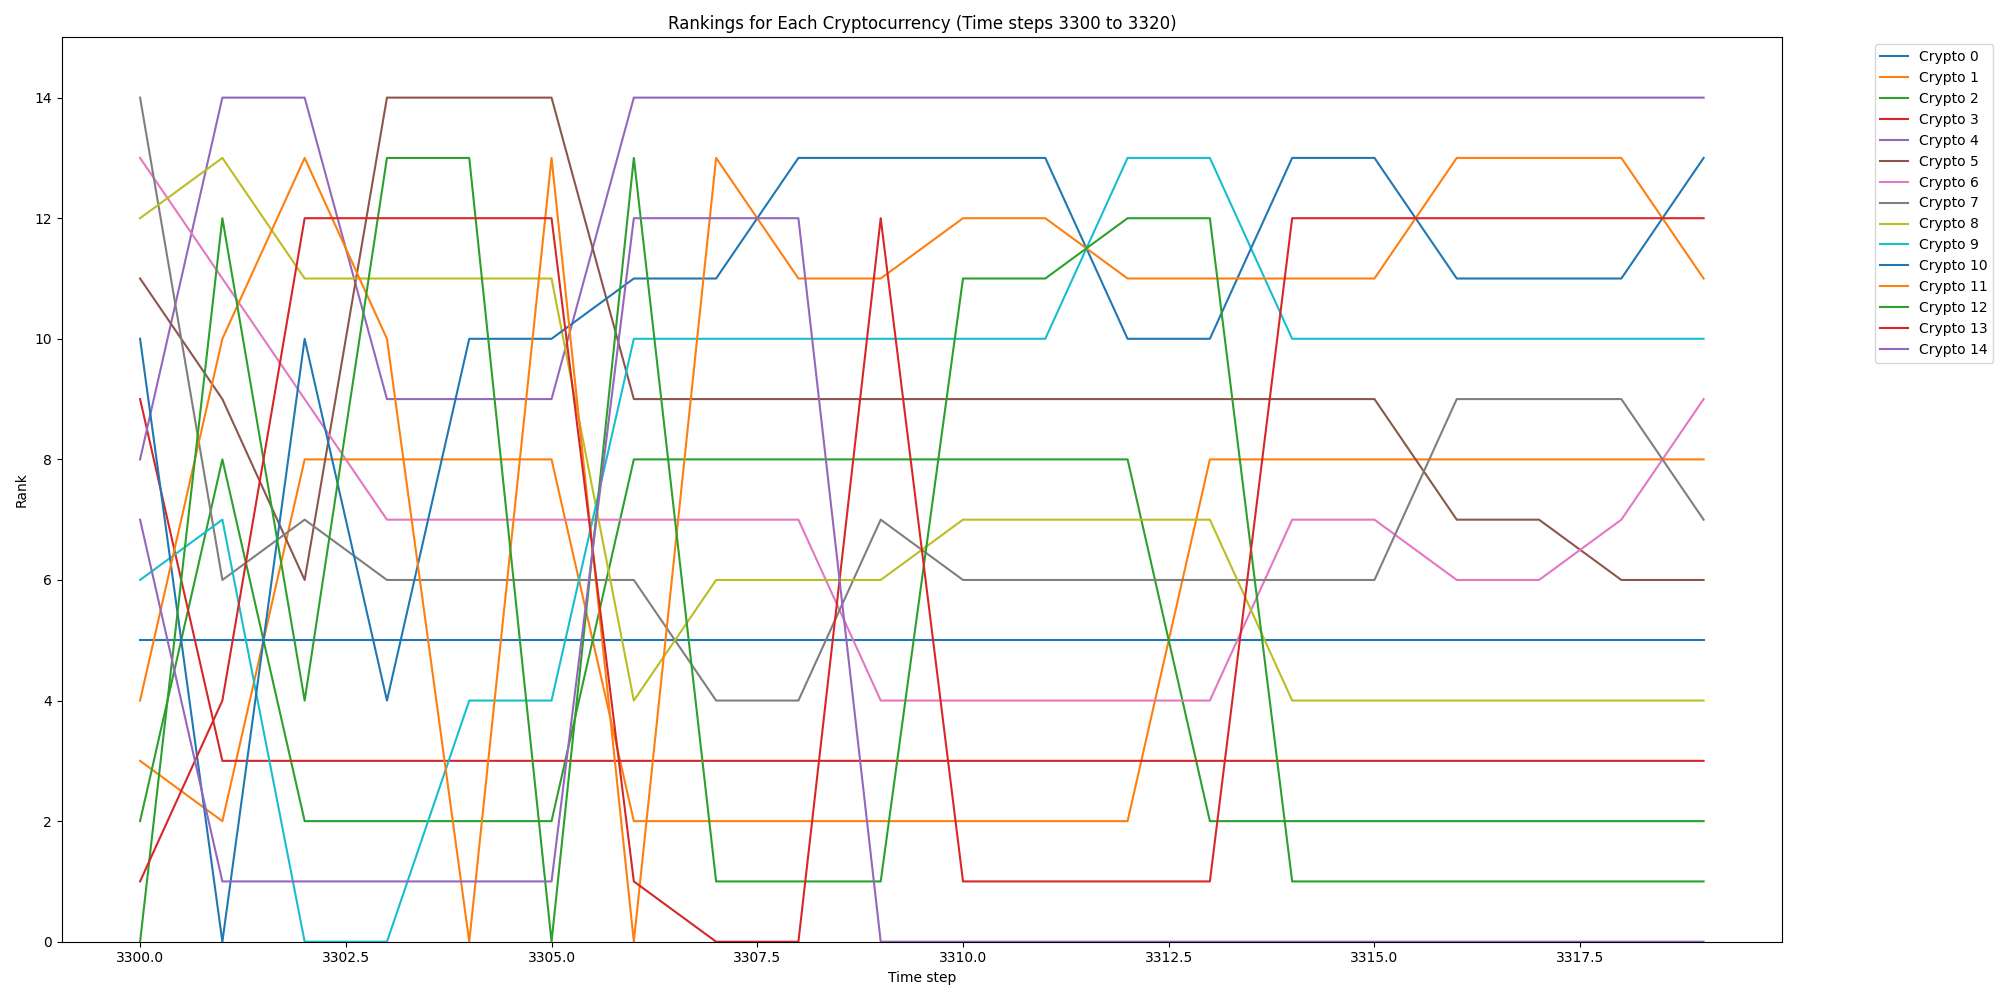 Rankings for Each Cryptocurrency (Time steps 3300 to 3320)
Rank
14
12
10
8
6
4
2
0
3300.0
3302.5
3305.0
3307.5
3310.0
3312.5
3315.0
3317.5
Time step
Crypto 0
Crypto 1
Crypto 2
Crypto 3
Crypto 4
Crypto 5
Crypto 6
Crypto 7
Crypto 8
Crypto 9
Crypto 10
Crypto 11
Crypto 12
Crypto 13
Crypto 14